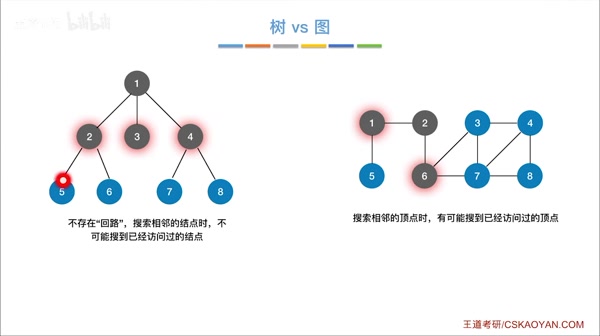 bilibili
树 vs 图
1
2
3
4
5
6
7
8
不存在“回路”，搜索相邻的结点时，不
可能搜到已经访问过的结点
1
2
3
4
5
6
7
8
搜索相邻的顶点时，有可能搜到已经访问过的顶点
王道考研/CSKAOYAN.COM